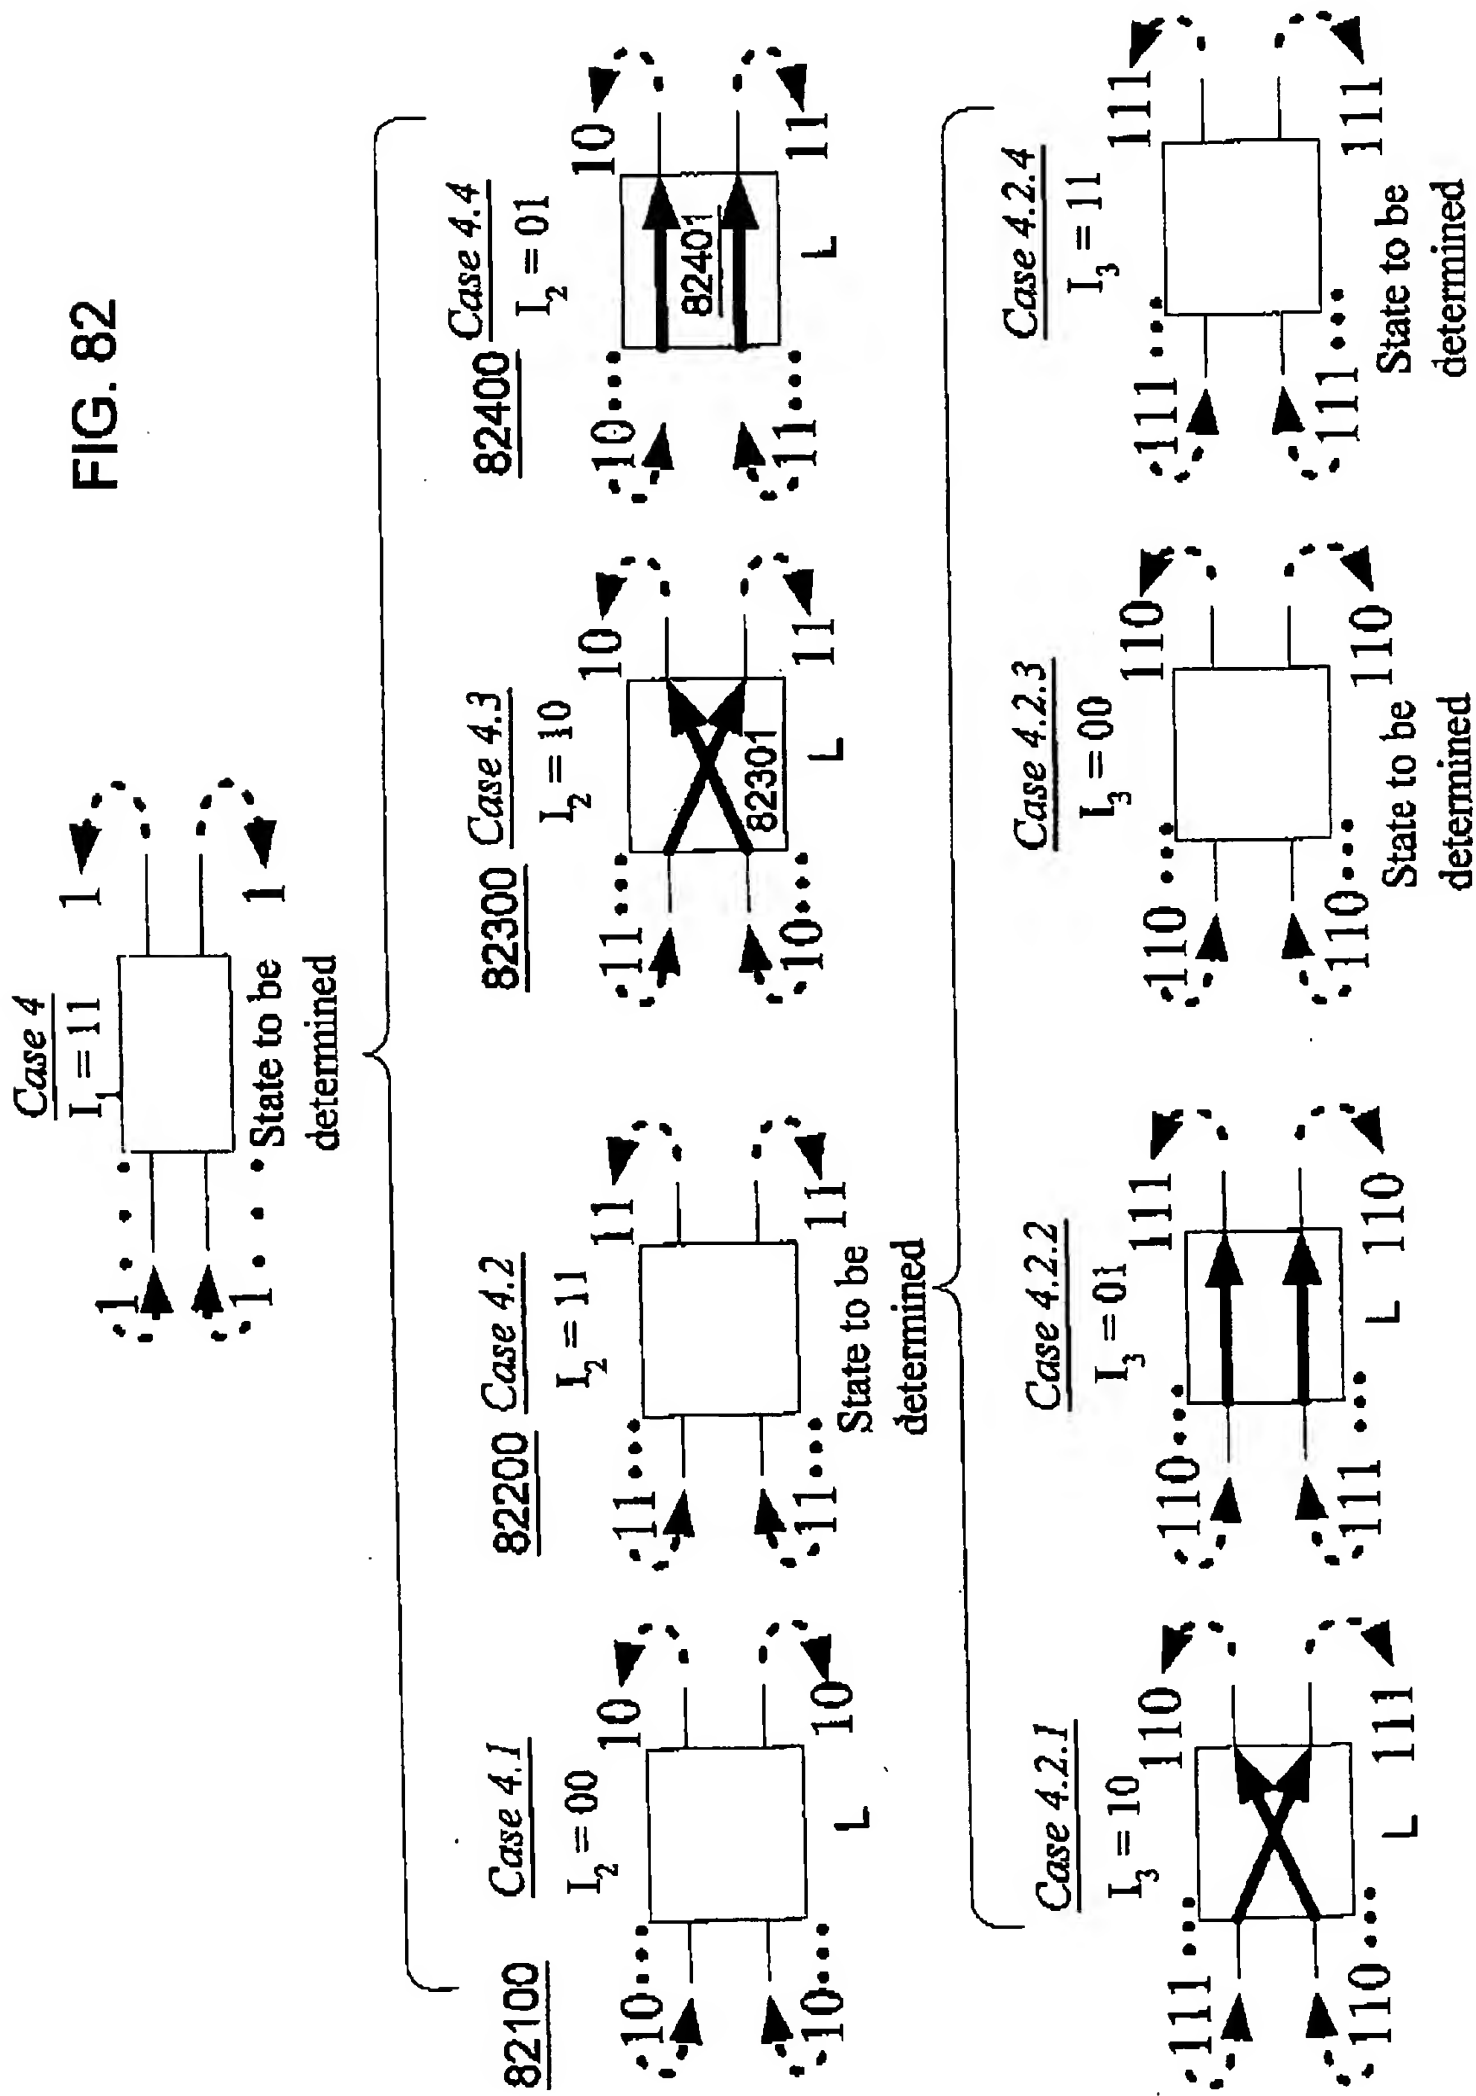 FIG. 82
Case 4
I1 = 11
1
1
1
1
State to be
determined
82100
Case 4.1
I2 = 00
10
10
10
10
L
82200
Case 4.2
I2 = 11
11
11
11
11
State to be
determined
82300
Case 4.3
I2 = 10
11
10
82301
10
11
L
82400
Case 4.4
I2 = 01
10
10
82401
11
11
L
Case 4.2.1
I3 = 10
111
110
110
111
L
Case 4.2.2
I3 = 01
110
111
111
110
L
Case 4.2.3
I3 = 00
110
110
110
110
State to be
determined
Case 4.2.4
I3 = 11
111
111
111
111
State to be
determined